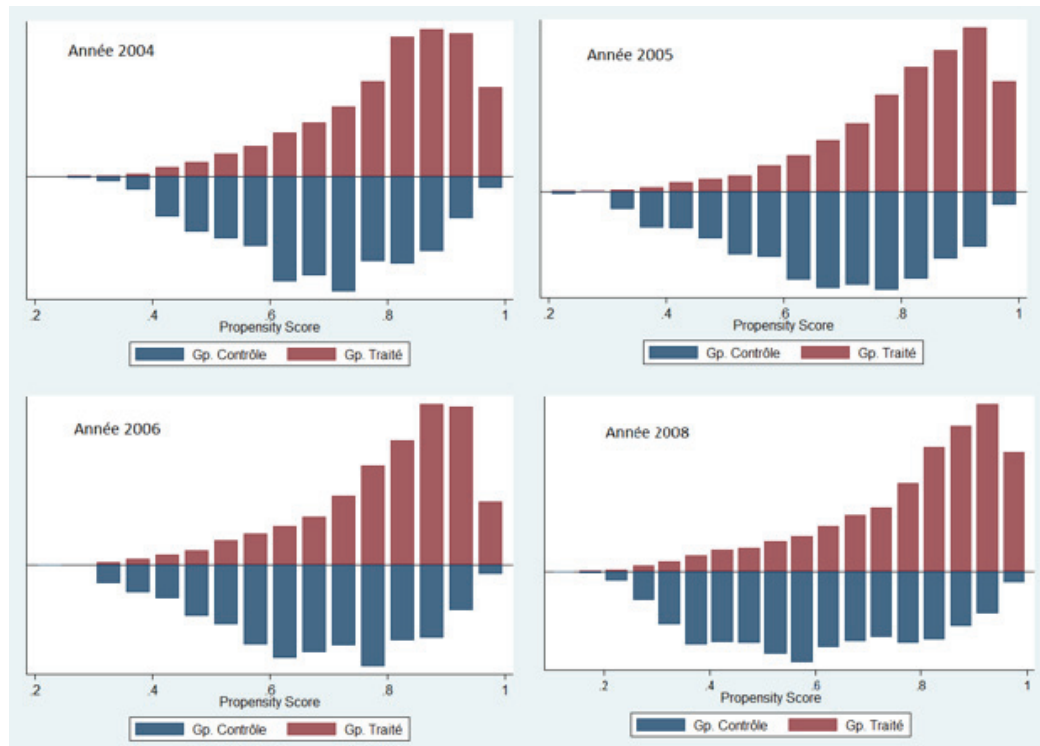 Année 2004
.2 .4 .6 .8 1
Propensity Score
Gp. Contrôle Gp. Traité
Année 2005
.2 .4 .6 .8 1
Propensity Score
Gp. Contrôle Gp. Traité
Année 2006
.2 .4 .6 .8 1
Propensity Score
Gp. Contrôle Gp. Traité
Année 2008
.2 .4 .6 .8 1
Propensity Score
Gp. Contrôle Gp. Traité